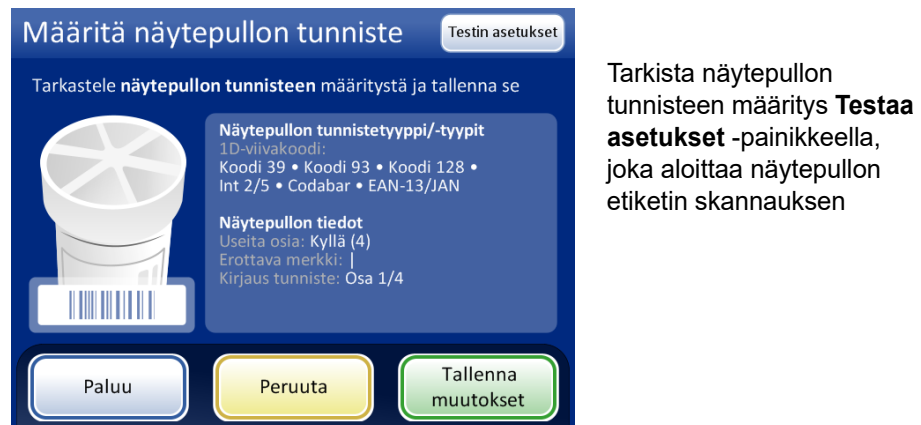 Määritä näytepullon tunniste
Testin asetukset
Tarkastele näytepullon tunnisteen määritystä ja tallenna se
Näytepullon tunnistetyyppi/-tyypit
1D-viivakoodi:
Koodi 39 • Koodi 93 • Koodi 128 •
Int 2/5 • Codabar • EAN-13/JAN
Näytepullon tiedot
Useita osia: Kyllä (4)
Erottava merkki: |
Kirjaus tunniste: Osa 1/4
Paluu
Peruuta
Tallenna
muutokset
Tarkista näytepullon
tunnisteen määritys Testaa
asetukset -painikkeella,
joka aloittaa näytepullon
etiketin skannauksen